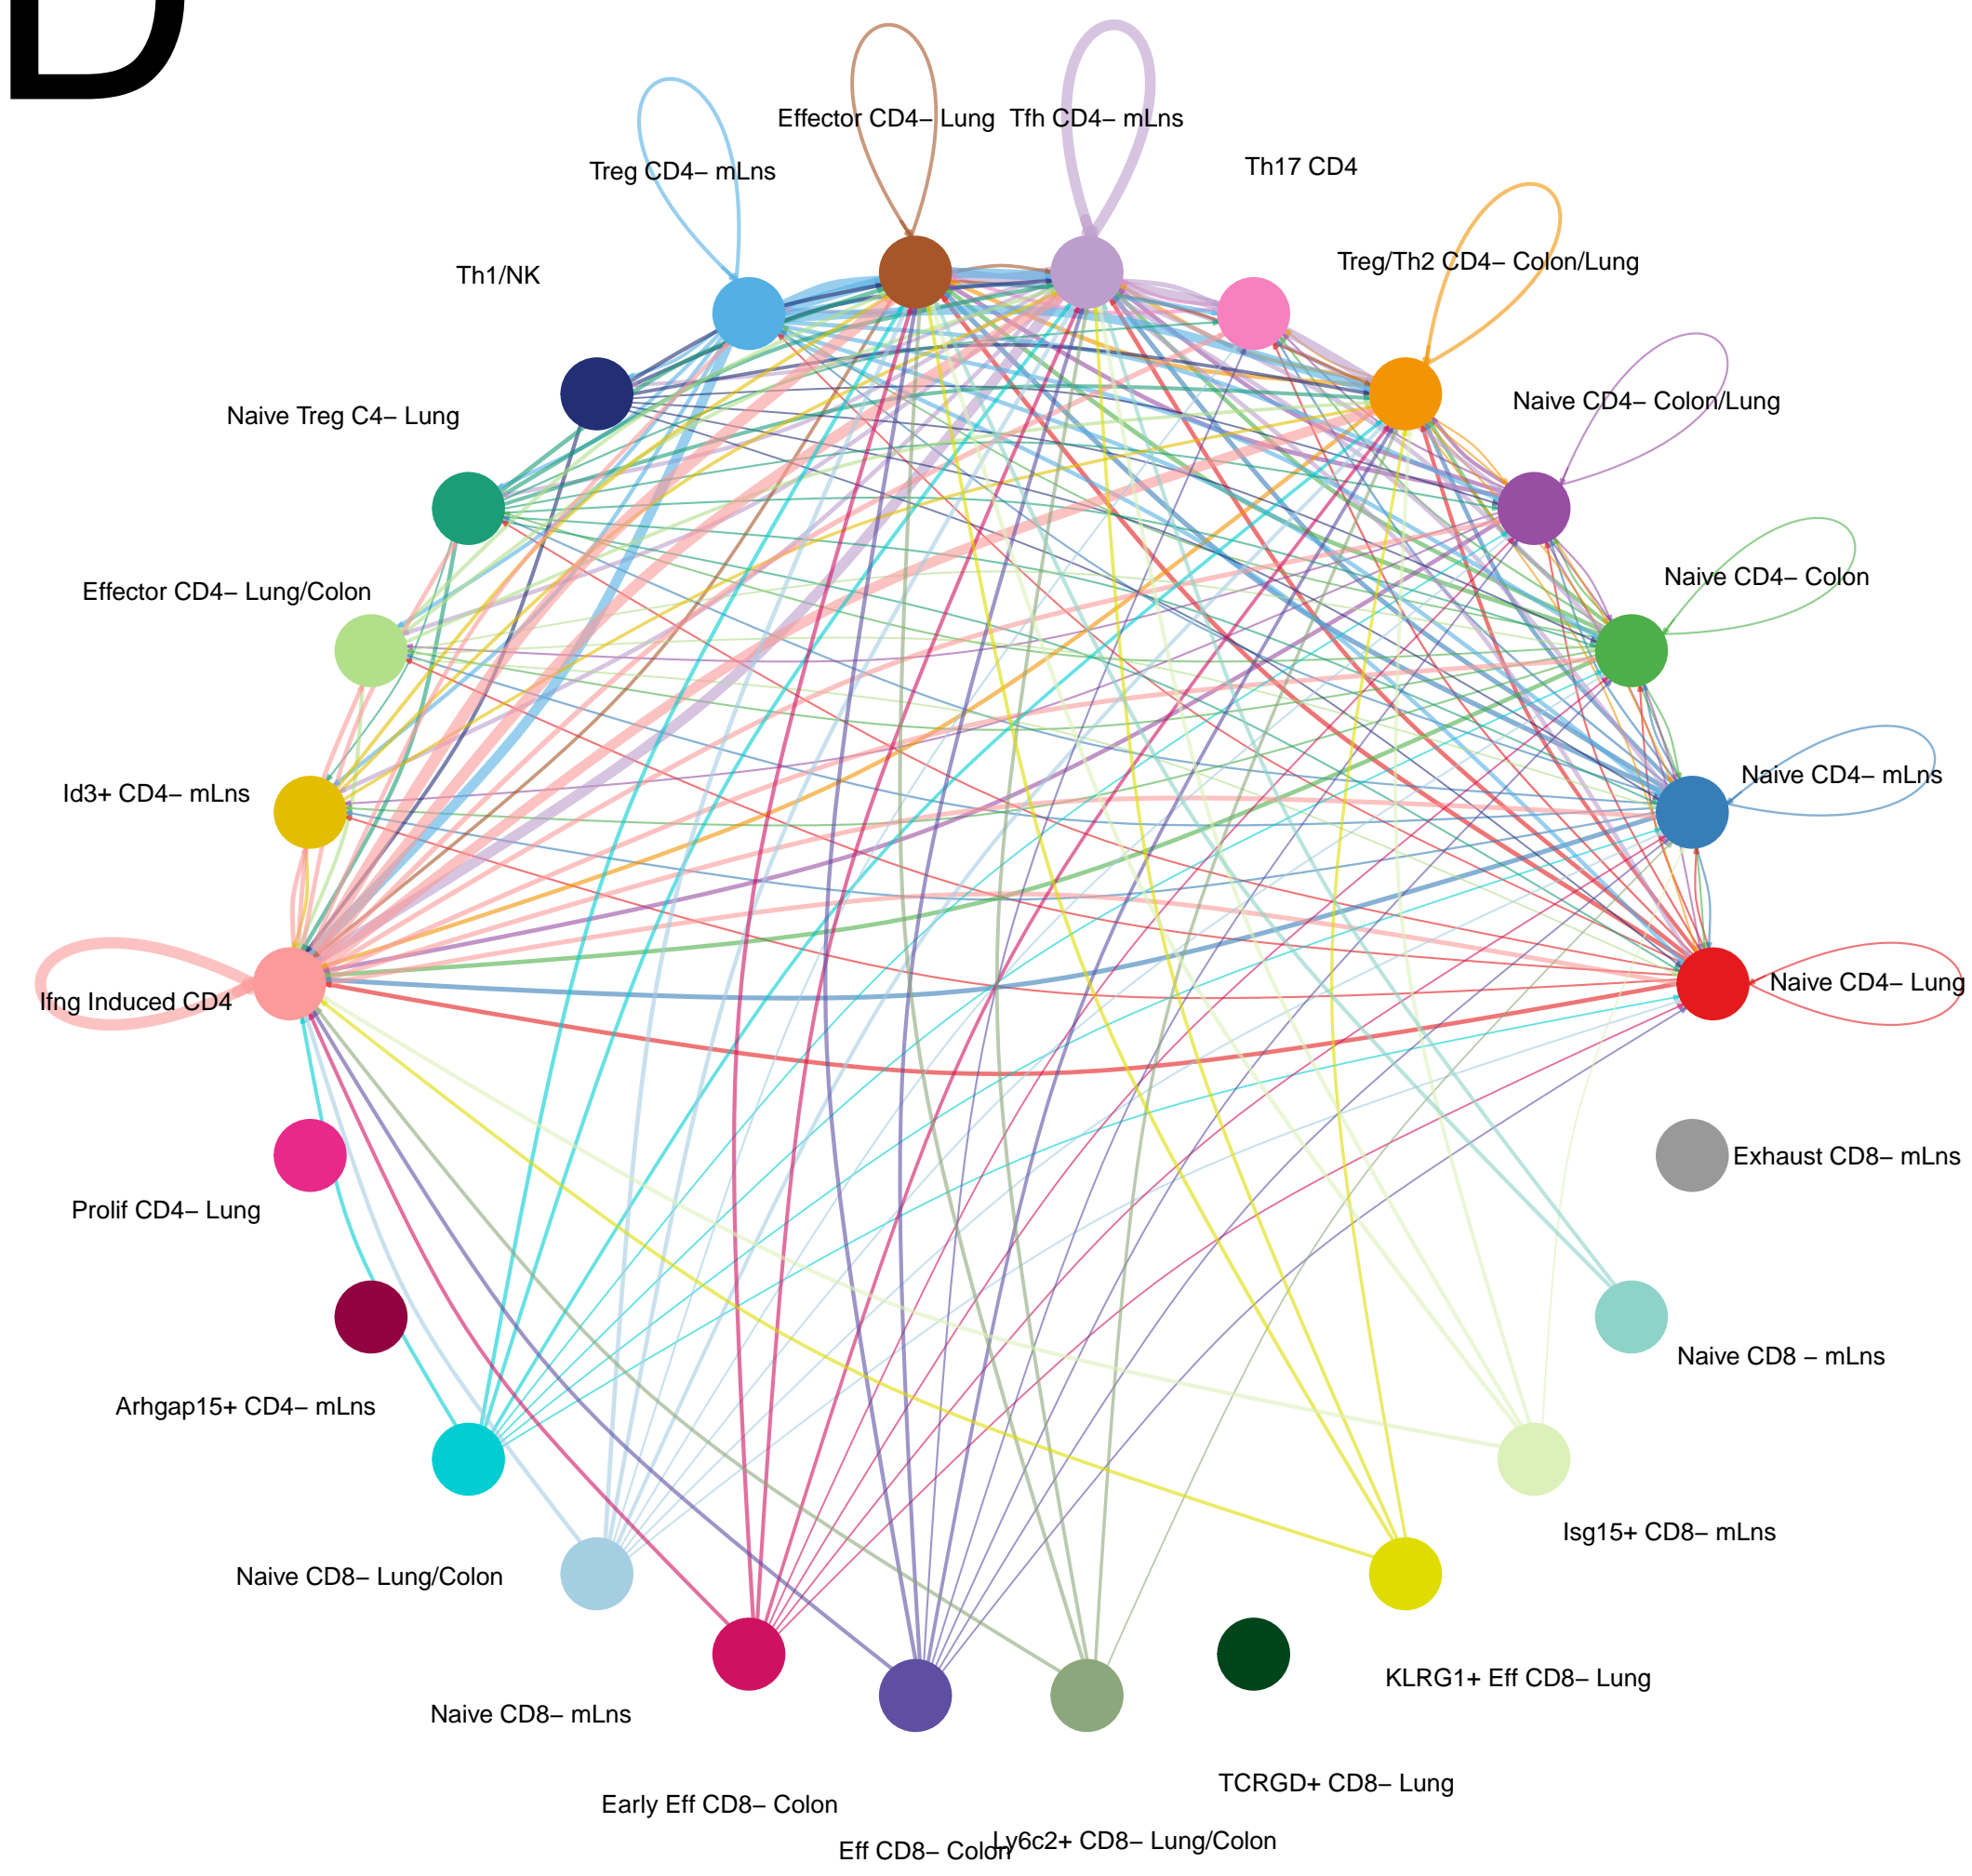 D
Effector CD4– Lung
Tfh CD4– mLns
Treg CD4– mLns
Th17 CD4
Th1/NK
Treg/Th2 CD4– Colon/Lung
Naive Treg C4– Lung
Naive CD4– Colon/Lung
Effector CD4– Lung/Colon
Naive CD4– Colon
Id3+ CD4– mLns
Naive CD4– mLns
Ifng Induced CD4
Naive CD4– Lung
Exhaust CD8– mLns
Prolif CD4– Lung
Naive CD8 – mLns
Arhgap15+ CD4– mLns
Isg15+ CD8– mLns
Naive CD8– Lung/Colon
KLRG1+ Eff CD8– Lung
Naive CD8– mLns
TCRGD+ CD8– Lung
Early Eff CD8– Colon
Ly6c2+ CD8– Lung/Colon
Eff CD8– Colon